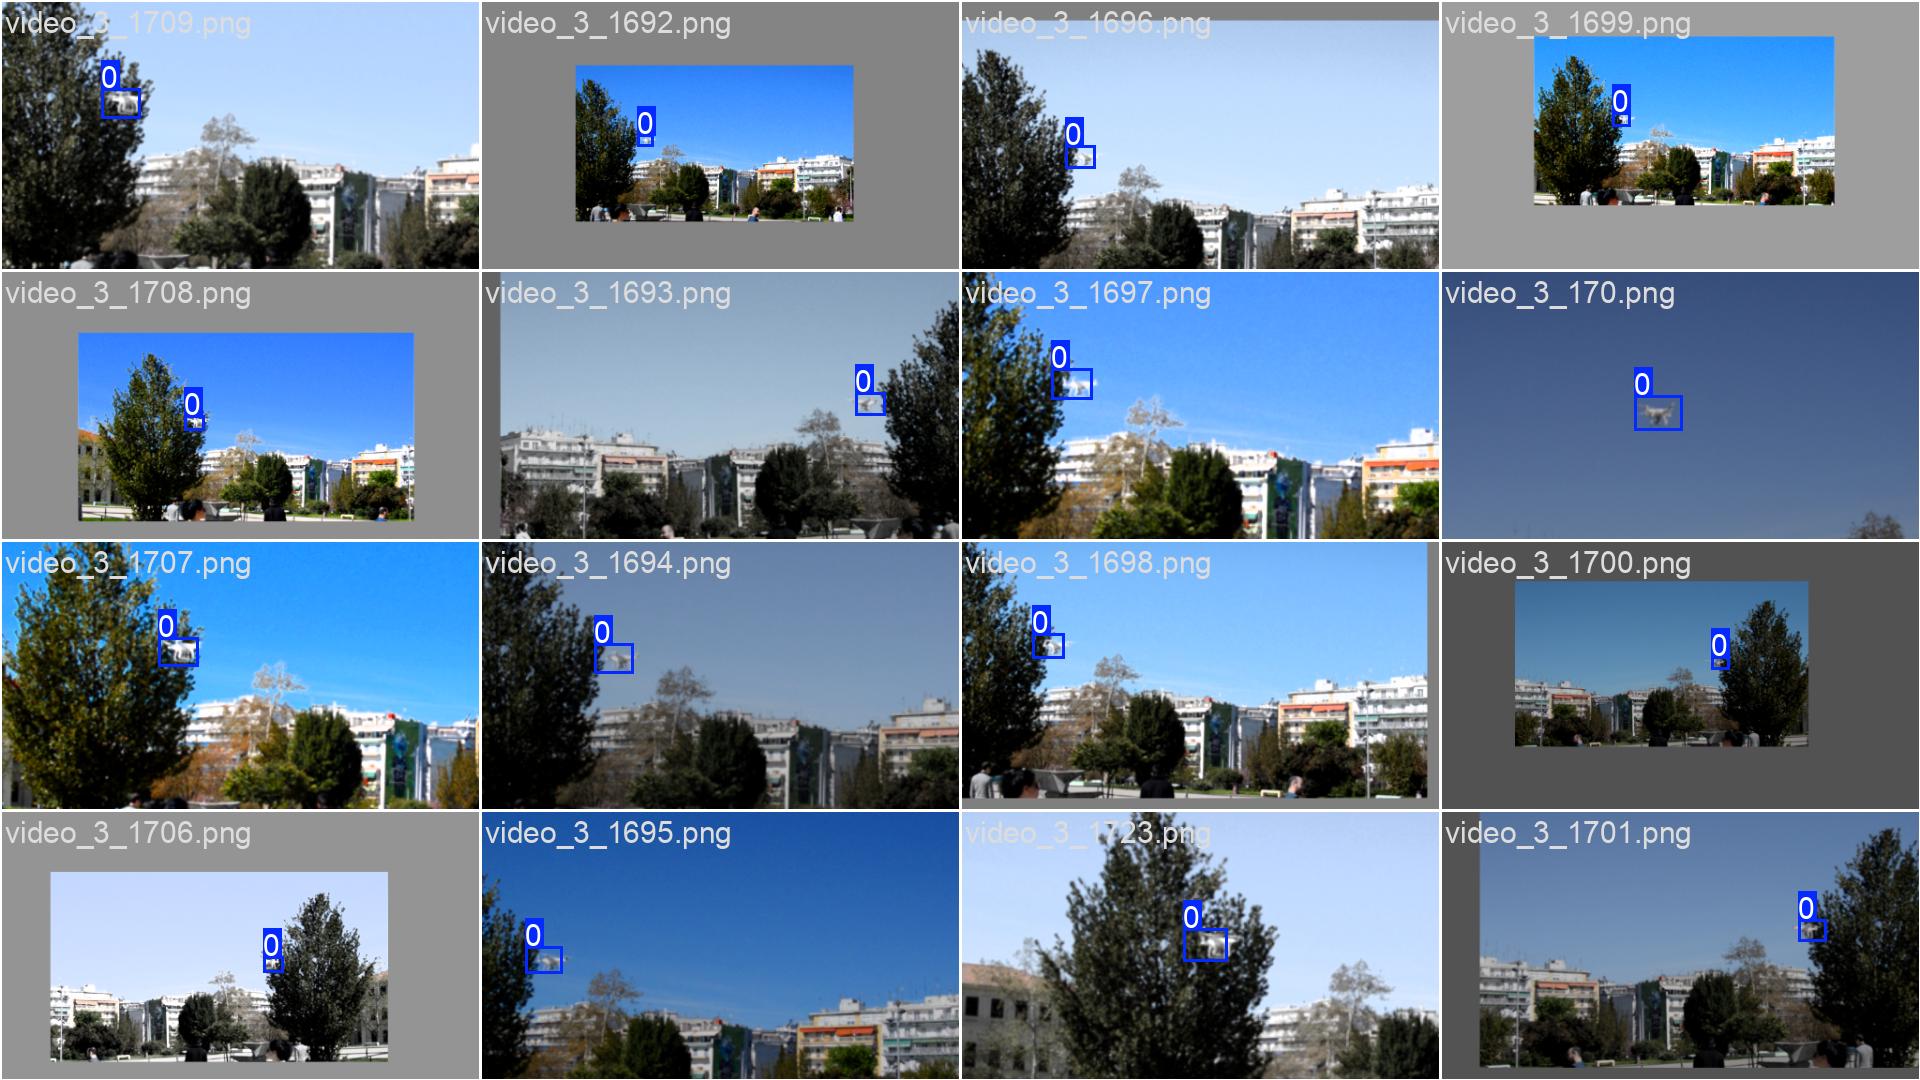 video_3_1709.png
0
video_3_1692.png
0
video_3_1696.png
0
video_3_1699.png
0
video_3_1708.png
0
video_3_1693.png
0
video_3_1697.png
0
video_3_170.png
0
video_3_1707.png
0
video_3_1694.png
0
video_3_1698.png
0
video_3_1700.png
0
video_3_1706.png
0
video_3_1695.png
0
video_3_1723.png
0
video_3_1701.png
0